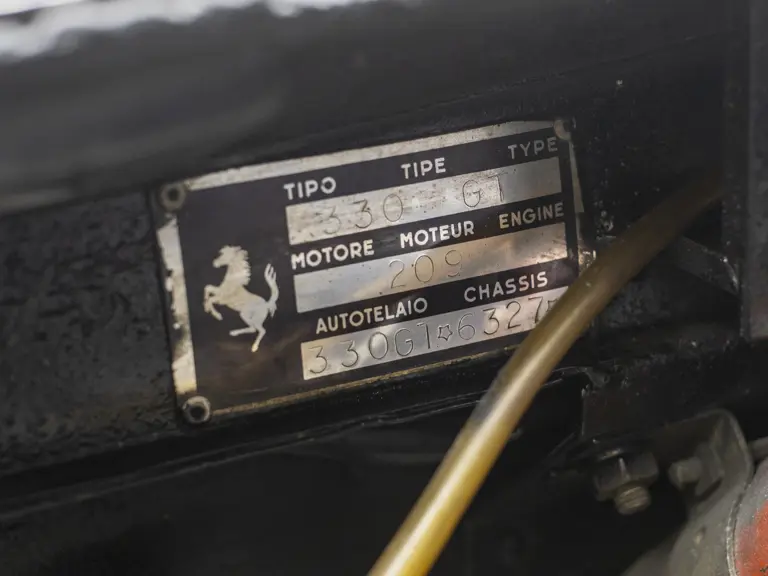 TIPO TIPE TYPE
330 GT
MOTORE MOTEUR ENGINE
209
AUTOTELAIO CHASSIS
330GT☆6327